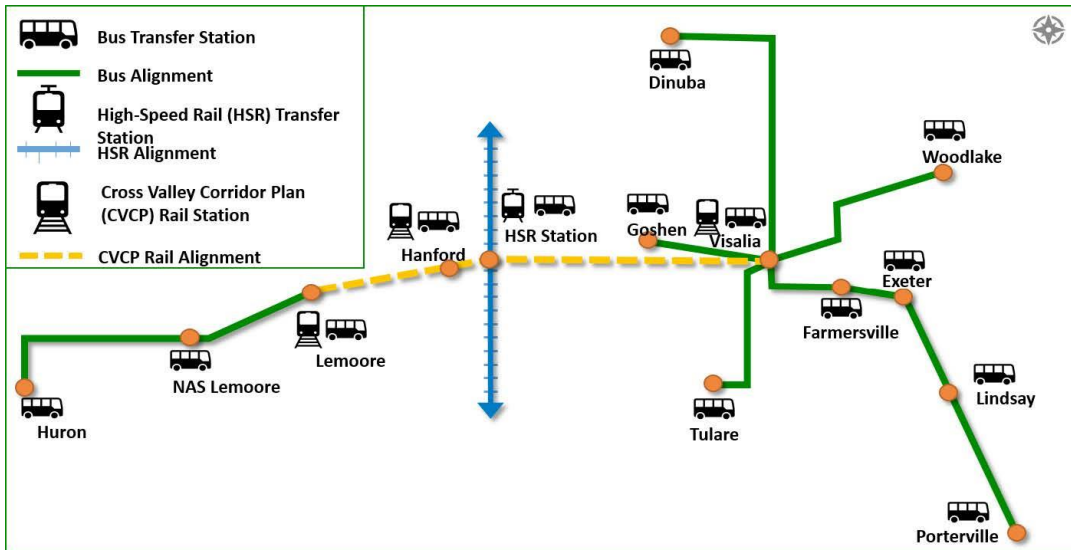 Bus Transfer Station
Bus Alignment
High-Speed Rail (HSR) Transfer
Station
HSR Alignment
Cross Valley Corridor Plan
(CVCP) Rail Station
CVCP Rail Alignment
Dinuba
Woodlake
HSR Station
Goshen
Visalia
Hanford
Exeter
Farmersville
Lemoore
NAS Lemoore
Lindsay
Huron
Tulare
Porterville